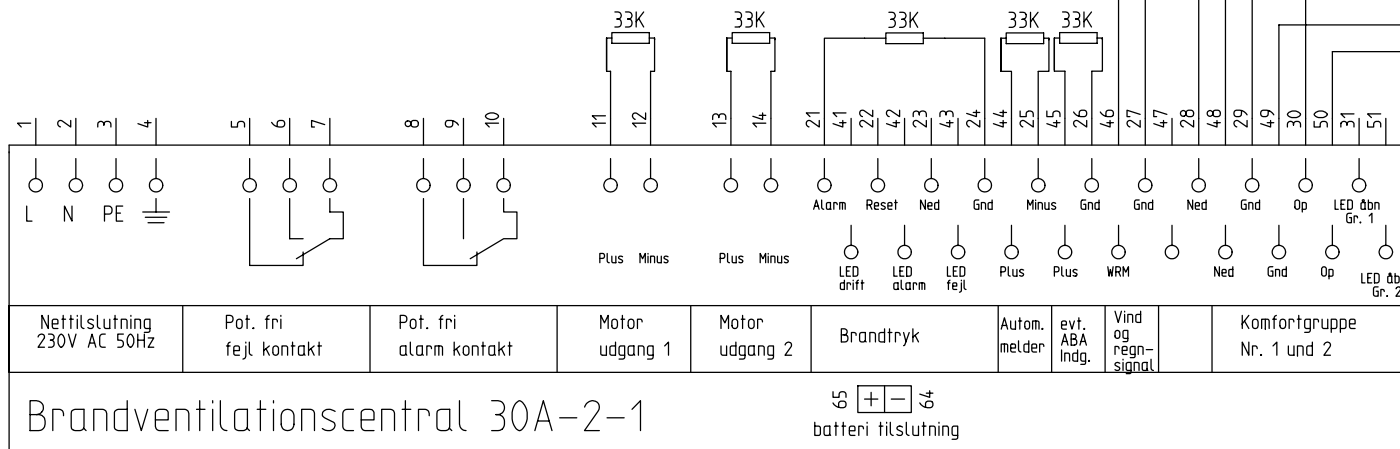 33K 33K 33K 33K 33K
1 2 3 4 5 6 7 8 9 10 11 12 13 14 21 41 22 42 23 43 24 44 25 45 26 46 27 47 28 48 29 49 30 50 31 51
L N PE
Alarm Reset Ned Gnd Minus Gnd Gnd Ned Gnd Op LED åbn
Gr. 1
Plus Minus Plus Minus
LED
drift
LED
alarm
LED
fejl
Plus Plus WRM Ned Gnd Op
LED åb
Gr. 2
Nettilslutning
230V AC 50Hz
Pot. fri
fejl kontakt
Pot. fri
alarm kontakt
Motor
udgang 1
Motor
udgang 2
Brandtryk
Autom.
melder
evt.
ABA
Indg.
Vind
og
regn-
signal
Komfortgruppe
Nr. 1 und 2
Brandventilationscentral 30A-2-1
65 + - 64
batteri tilslutning